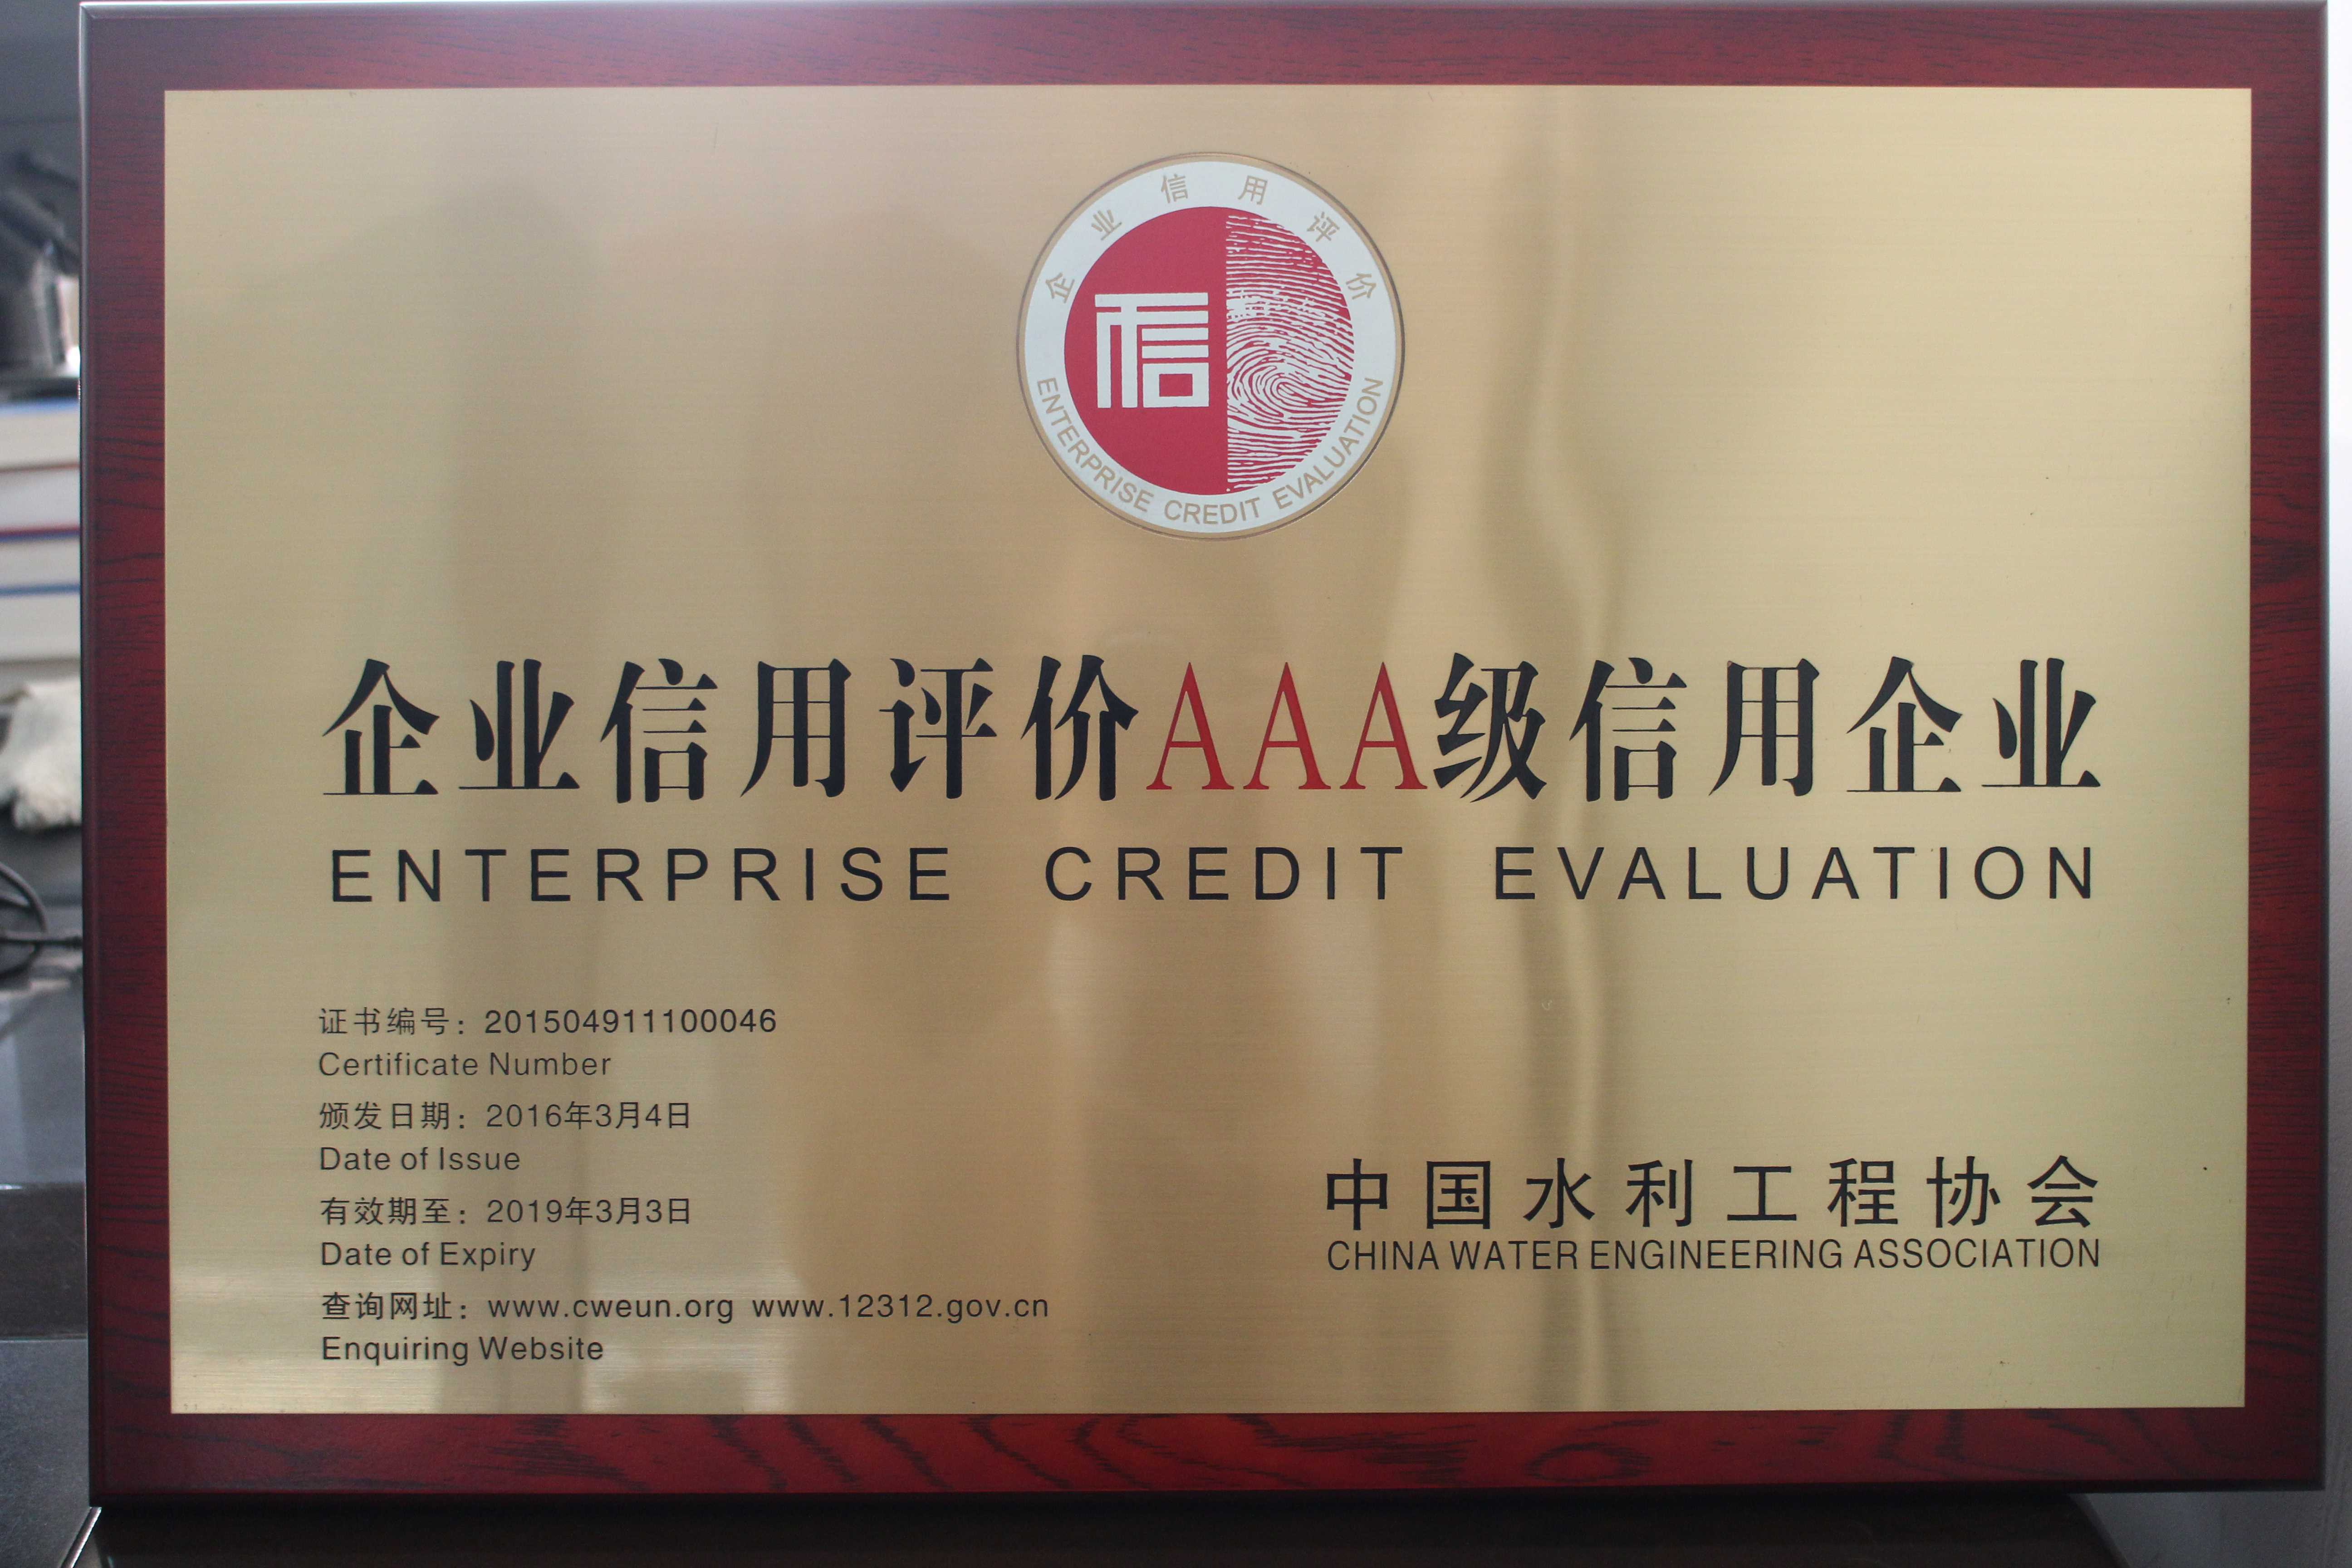 企业信用评价
信
ENTERPRISE CREDIT EVALUATION
企业信用评价AAA级信用企业
ENTERPRISE CREDIT EVALUATION
证书编号：201504911100046
Certificate Number
颁发日期：2016年3月4日
Date of Issue
有效期至：2019年3月3日
Date of Expiry
查询网址：www.cweun.org www.12312.gov.cn
Enquiring Website
中国水利工程协会
CHINA WATER ENGINEERING ASSOCIATION